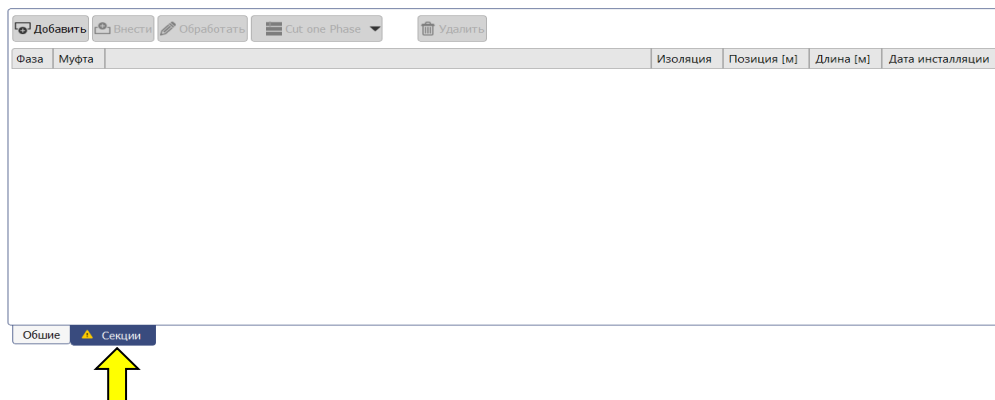 Добавить Внести Обработать Cut one Phase Удалить
Фаза Муфта Изоляция Позиция [м] Длина [м] Дата инсталляции
Обшие Секции